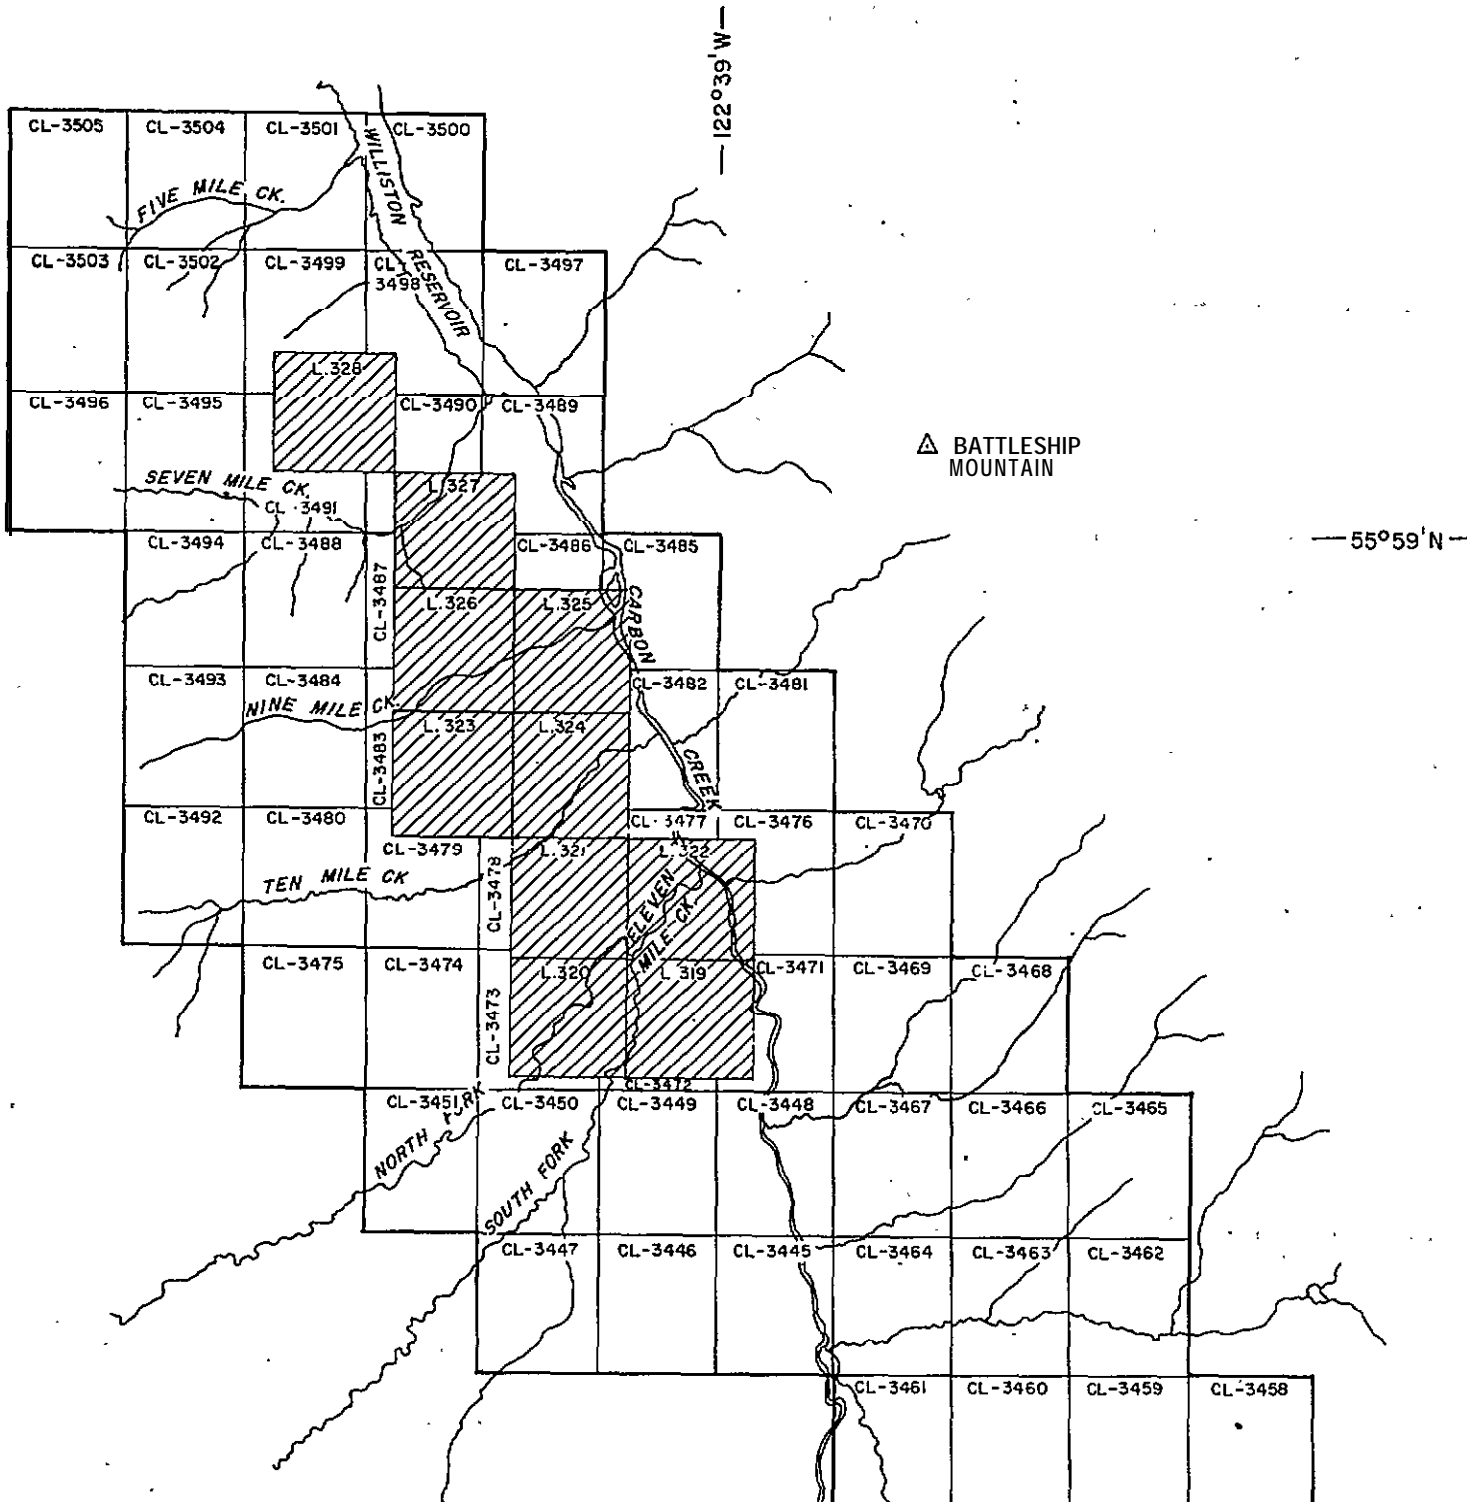 122°39'W
CL-3505
CL-3504
CL-3501
CL-3500
WILLISTON RESERVOIR
FIVE MILE CK.
CL-3503
CL-3502
CL-3499
CL-
3498
CL-3497
L.328
CL-3496
CL-3495
CL-3490
CL-3489
BATTLESHIP
MOUNTAIN
SEVEN MILE CK.
L.327
CL-3491
CL-3494
CL-3488
CL-3486
CL-3485
55°59'N
CL-3487
L.326
L.325
CARBON CREEK
CL-3493
CL-3484
CL-3482
CL-3481
NINE MILE CK.
L.323
L.324
CL-3483
CL-3492
CL-3480
CL-3477
CL-3476
CL-3470
CL-3479
L.321
L.322
TEN MILE CK
CL-3478
ELEVEN
MILE CK.
CL-3475
CL-3474
L.320
L.319
CL-3471
CL-3469
CL-3468
CL-3473
CL-3472
CL-3451
CL-3450
CL-3449
CL-3448
CL-3467
CL-3466
CL-3465
NORTH FORK
SOUTH FORK
CL-3447
CL-3446
CL-3445
CL-3464
CL-3463
CL-3462
CL-3461
CL-3460
CL-3459
CL-3458